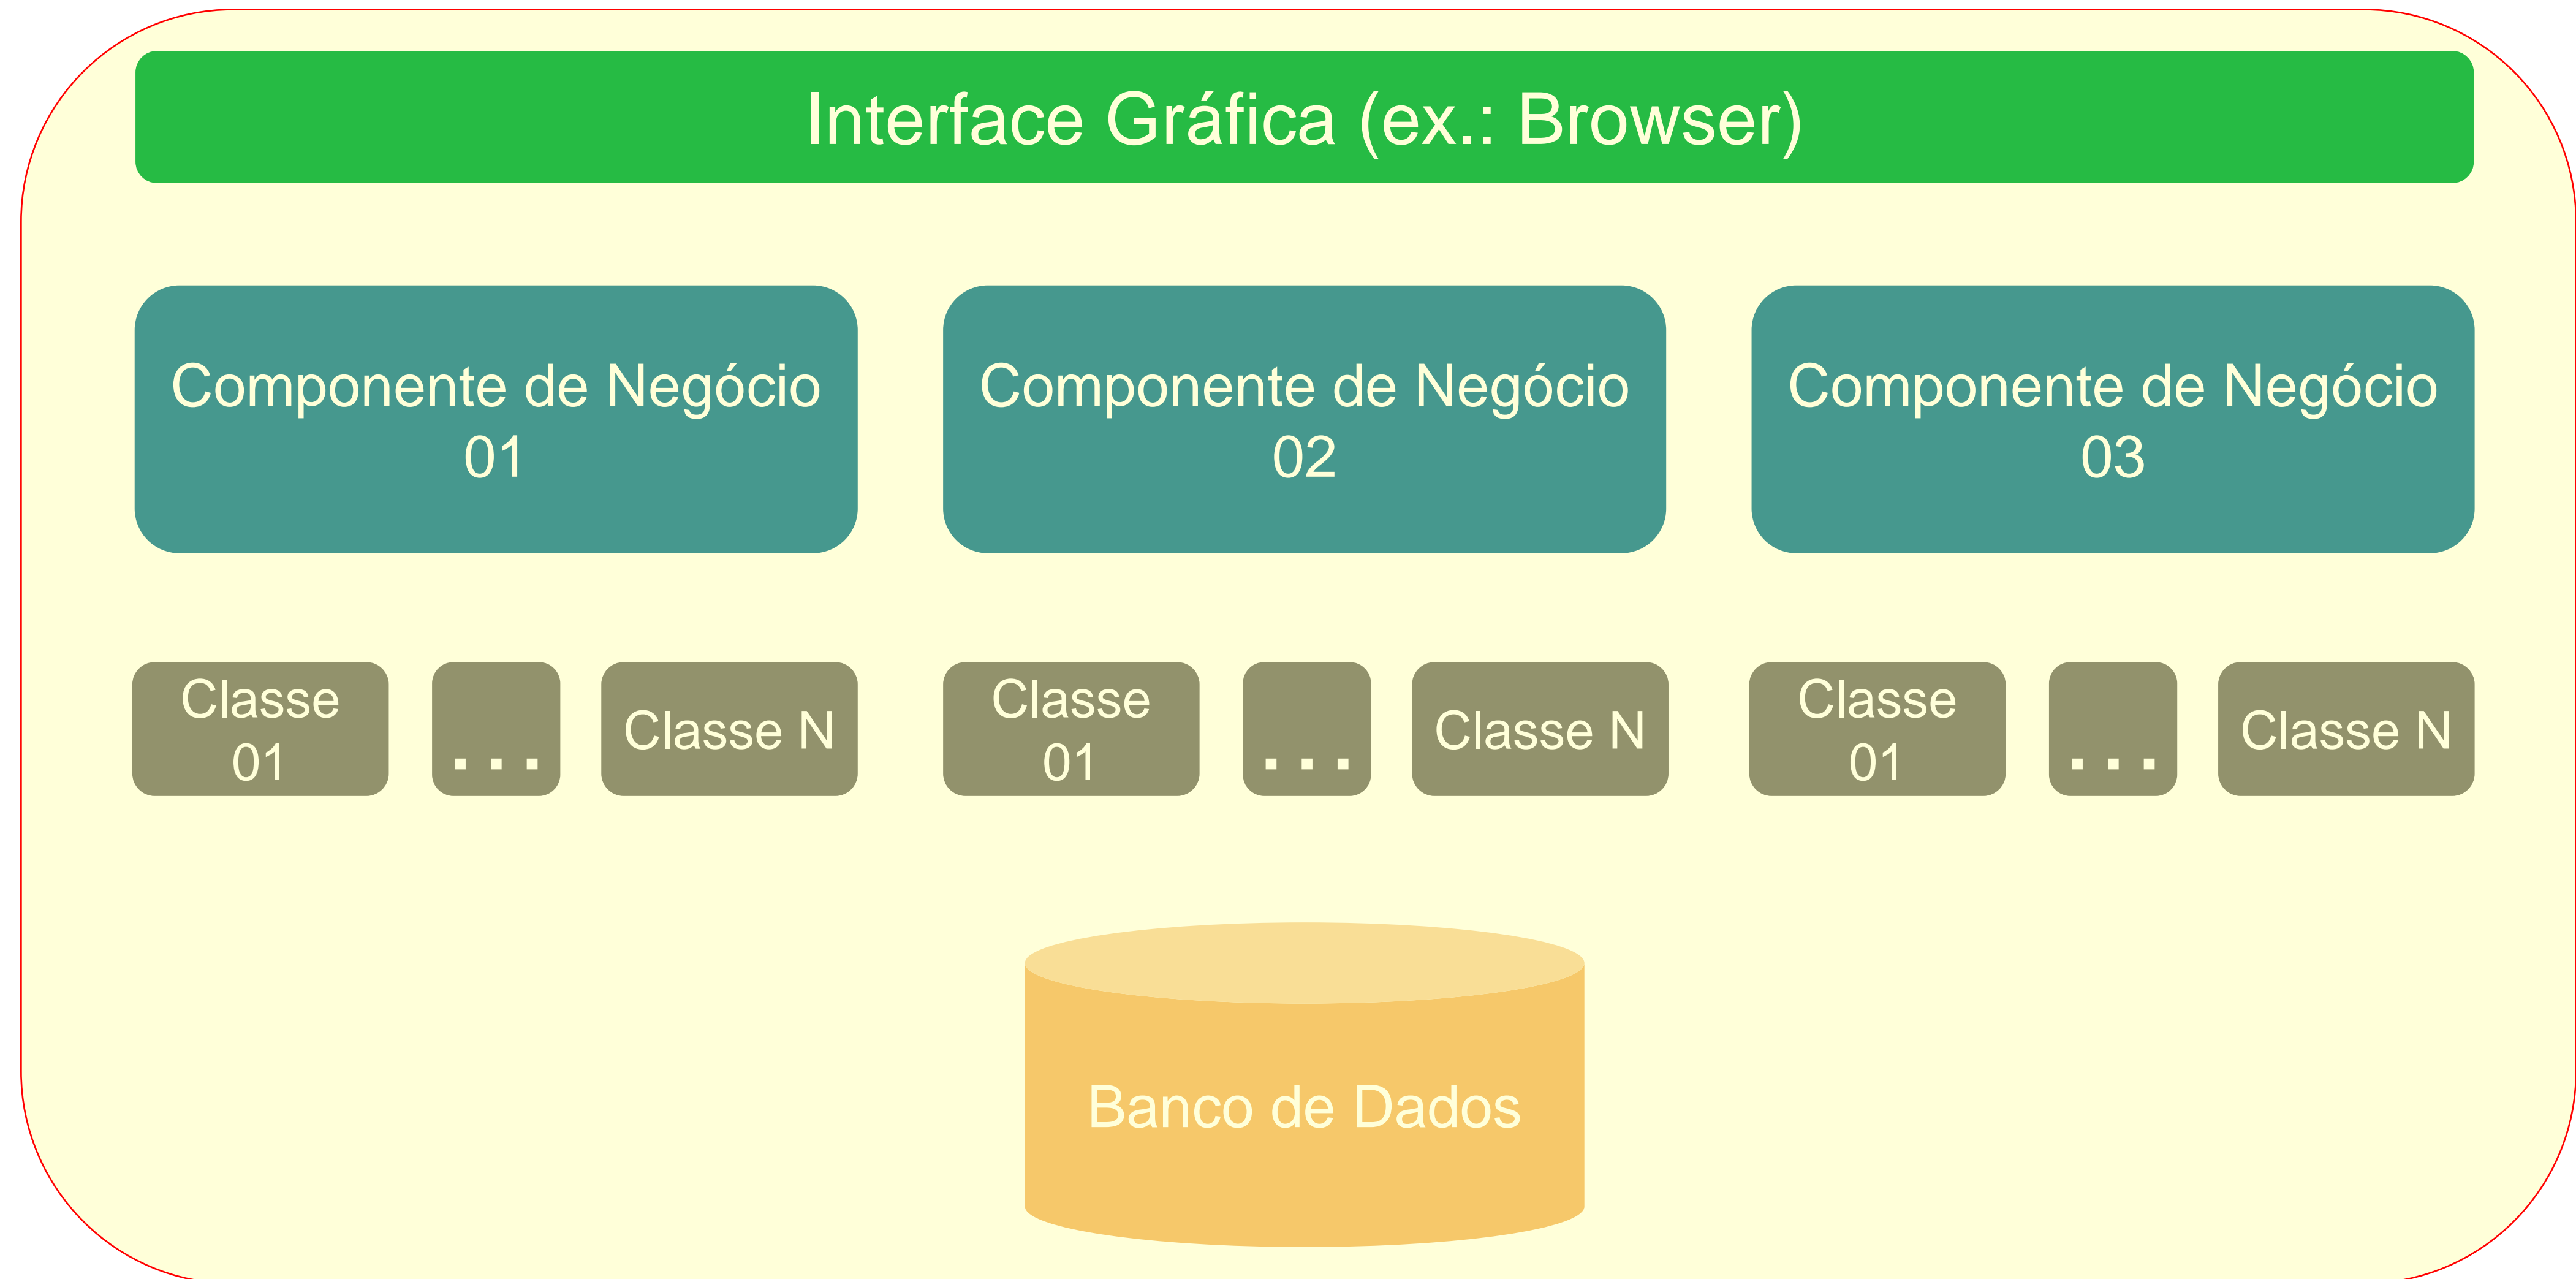 Interface Gráfica (ex.: Browser)
Componente de Negócio
01
Componente de Negócio
02
Componente de Negócio
03
Classe
01
...
Classe N
Classe
01
...
Classe N
Classe
01
...
Classe N
Banco de Dados